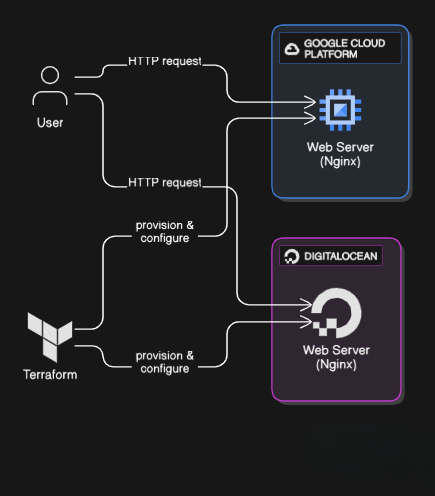 HTTP request
GOOGLE CLOUD
PLATFORM
User
Web Server
(Nginx)
HTTP request
provision &
configure
DIGITALOCEAN
Terraform
provision &
configure
Web Server
(Nginx)